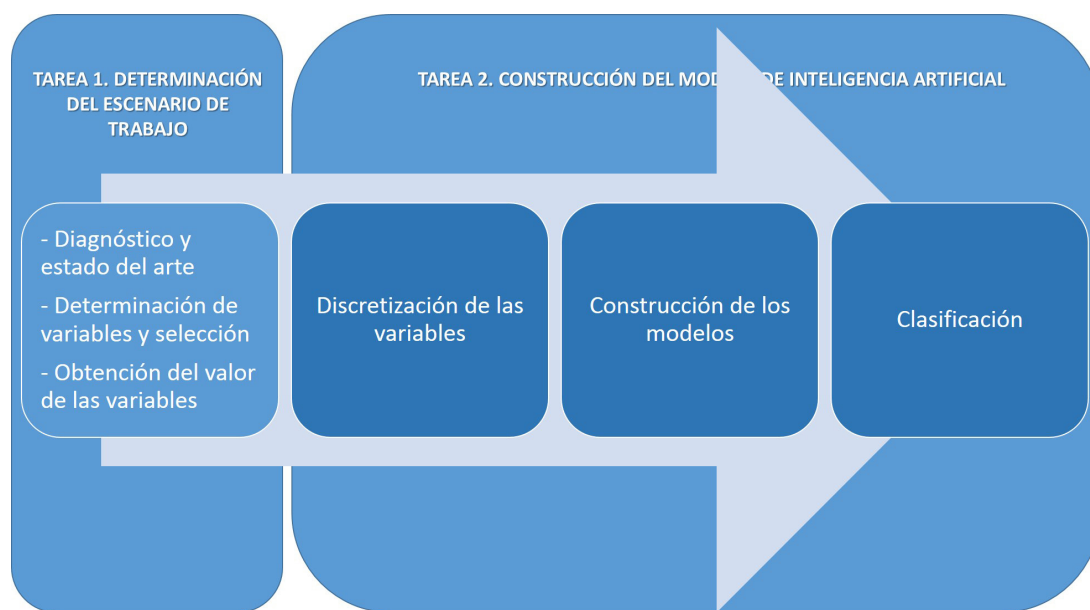 TAREA 1. DETERMINACIÓN
DEL ESCENARIO DE
TRABAJO
TAREA 2. CONSTRUCCIÓN DEL DE INTELIGENCIA ARTIFICIAL
- Diagnóstico y
estado del arte
- Determinación de
variables y selección
- Obtención del valor
de las variables
Discretización de las
variables
Construcción de los
modelos
Clasificación